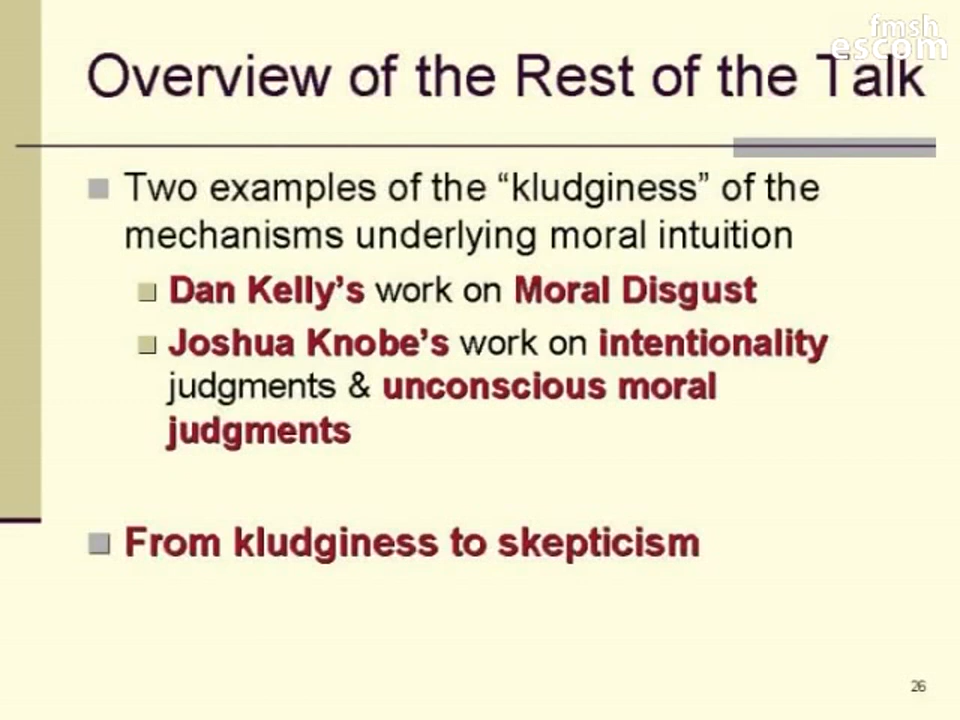 fmsh
escom
Overview of the Rest of the Talk
Two examples of the “kludginess” of the
mechanisms underlying moral intuition
Dan Kelly’s work on Moral Disgust
Joshua Knobe’s work on intentionality
judgments & unconscious moral
judgments
From kludginess to skepticism
26